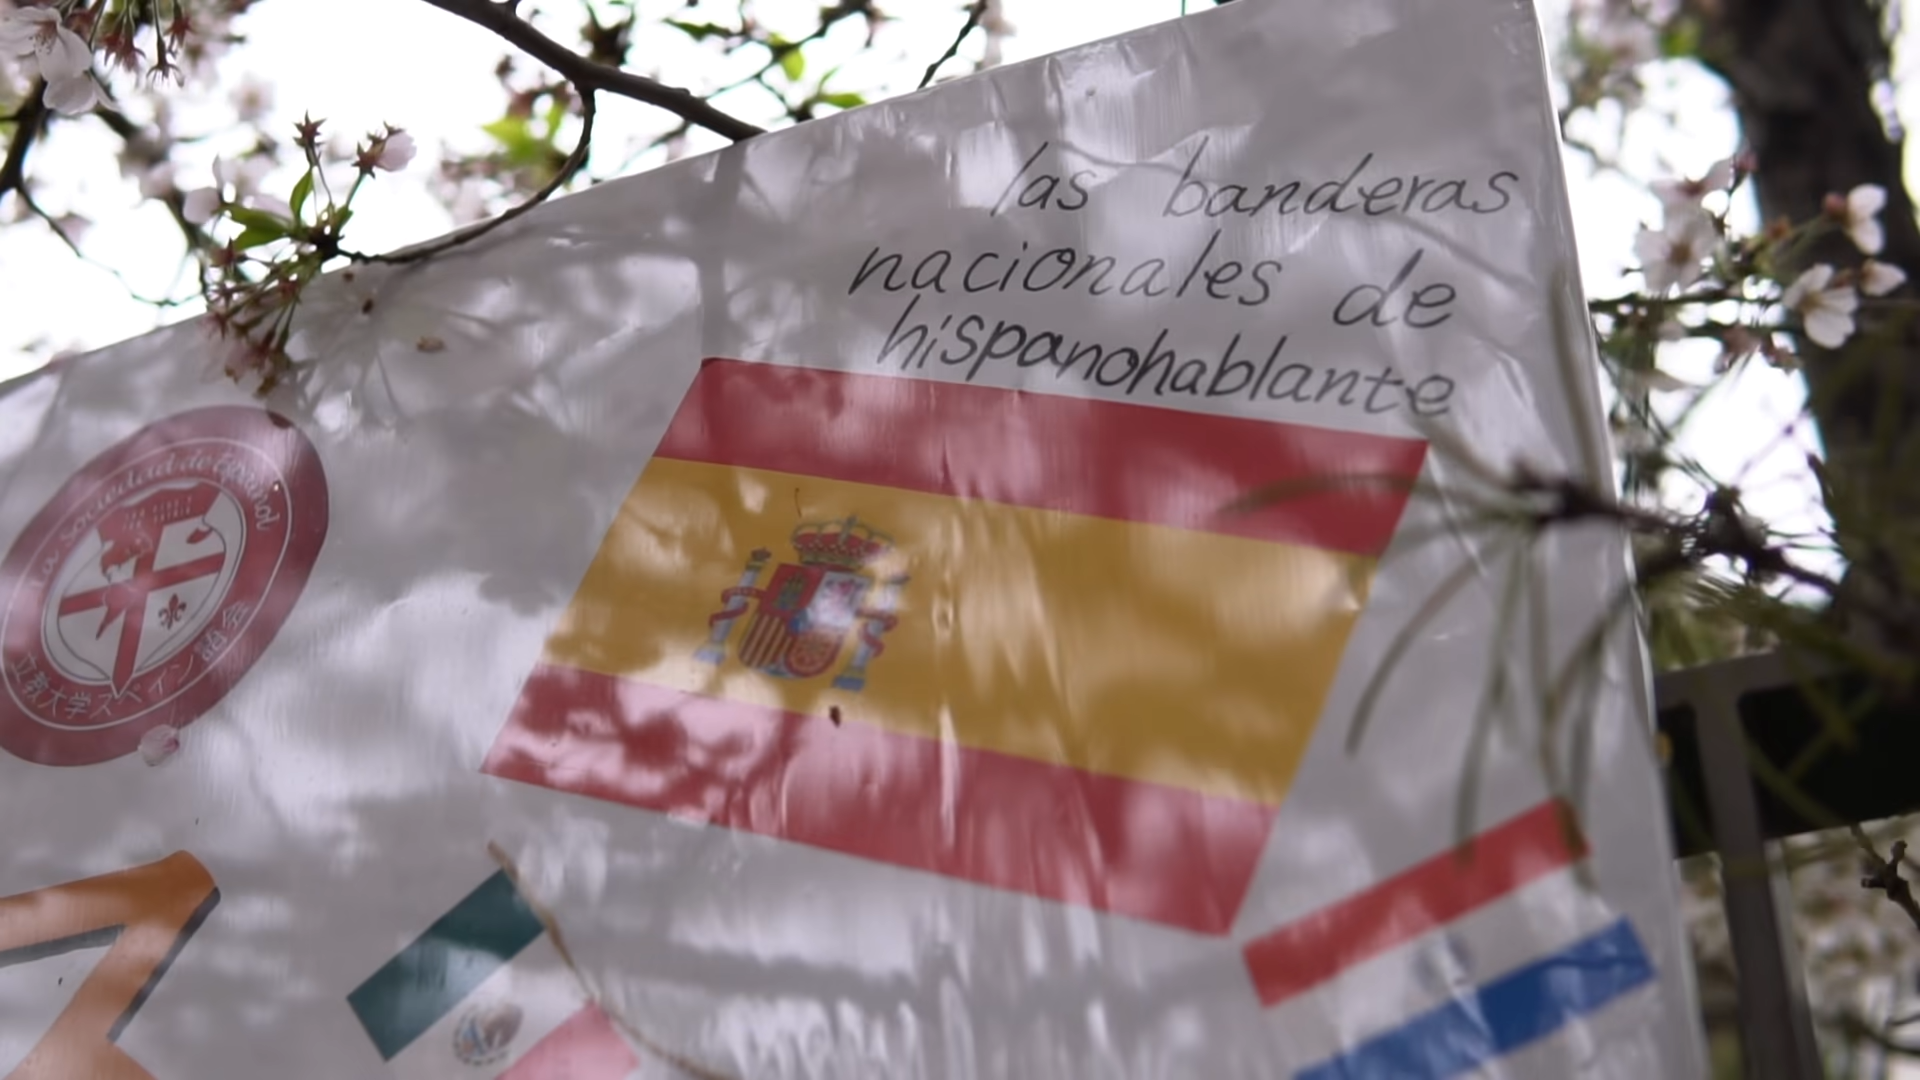 las banderas
nacionales de
hispanohablante
La Sociedad de Español
立教大学スペイン語会